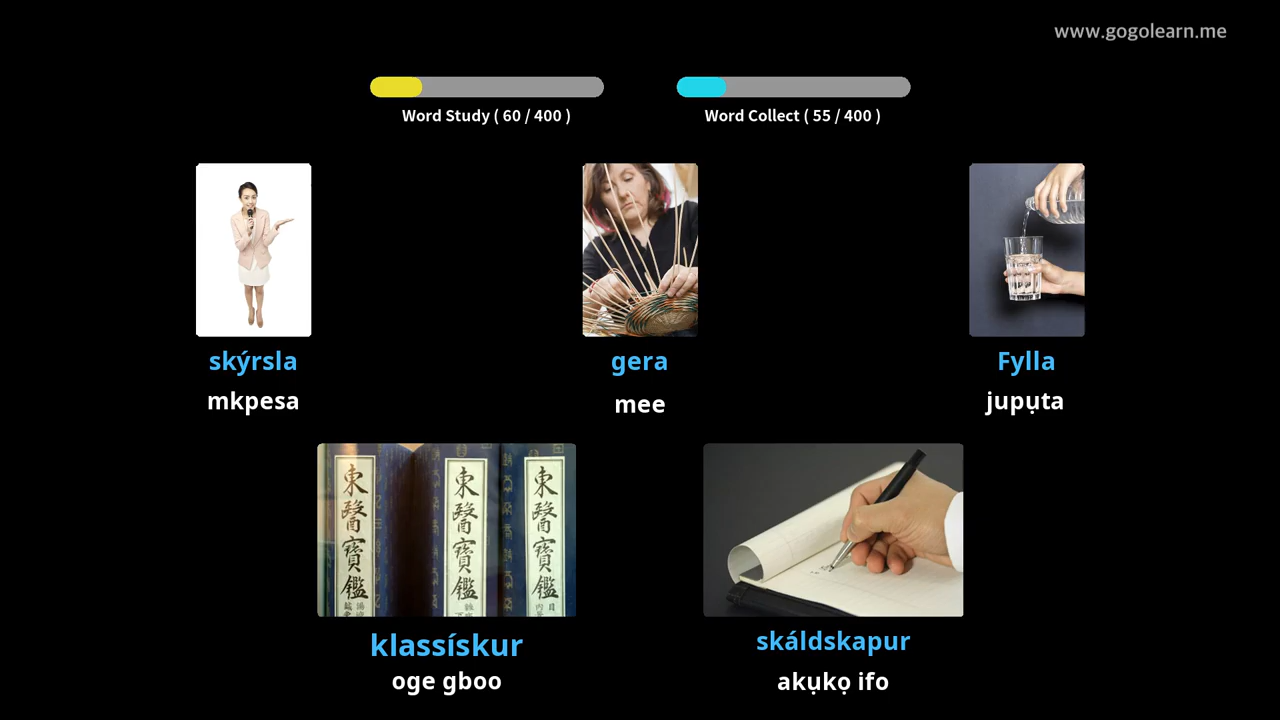 www.gogolearn.me
Word Study ( 60 / 400 )
Word Collect ( 55 / 400 )
skýrsla
mkpesa
gera
mee
Fylla
jupụta
東醫寶鑑
東醫寶鑑
東醫寶鑑
klassískur
oge gboo
skáldskapur
akụkọ ifo